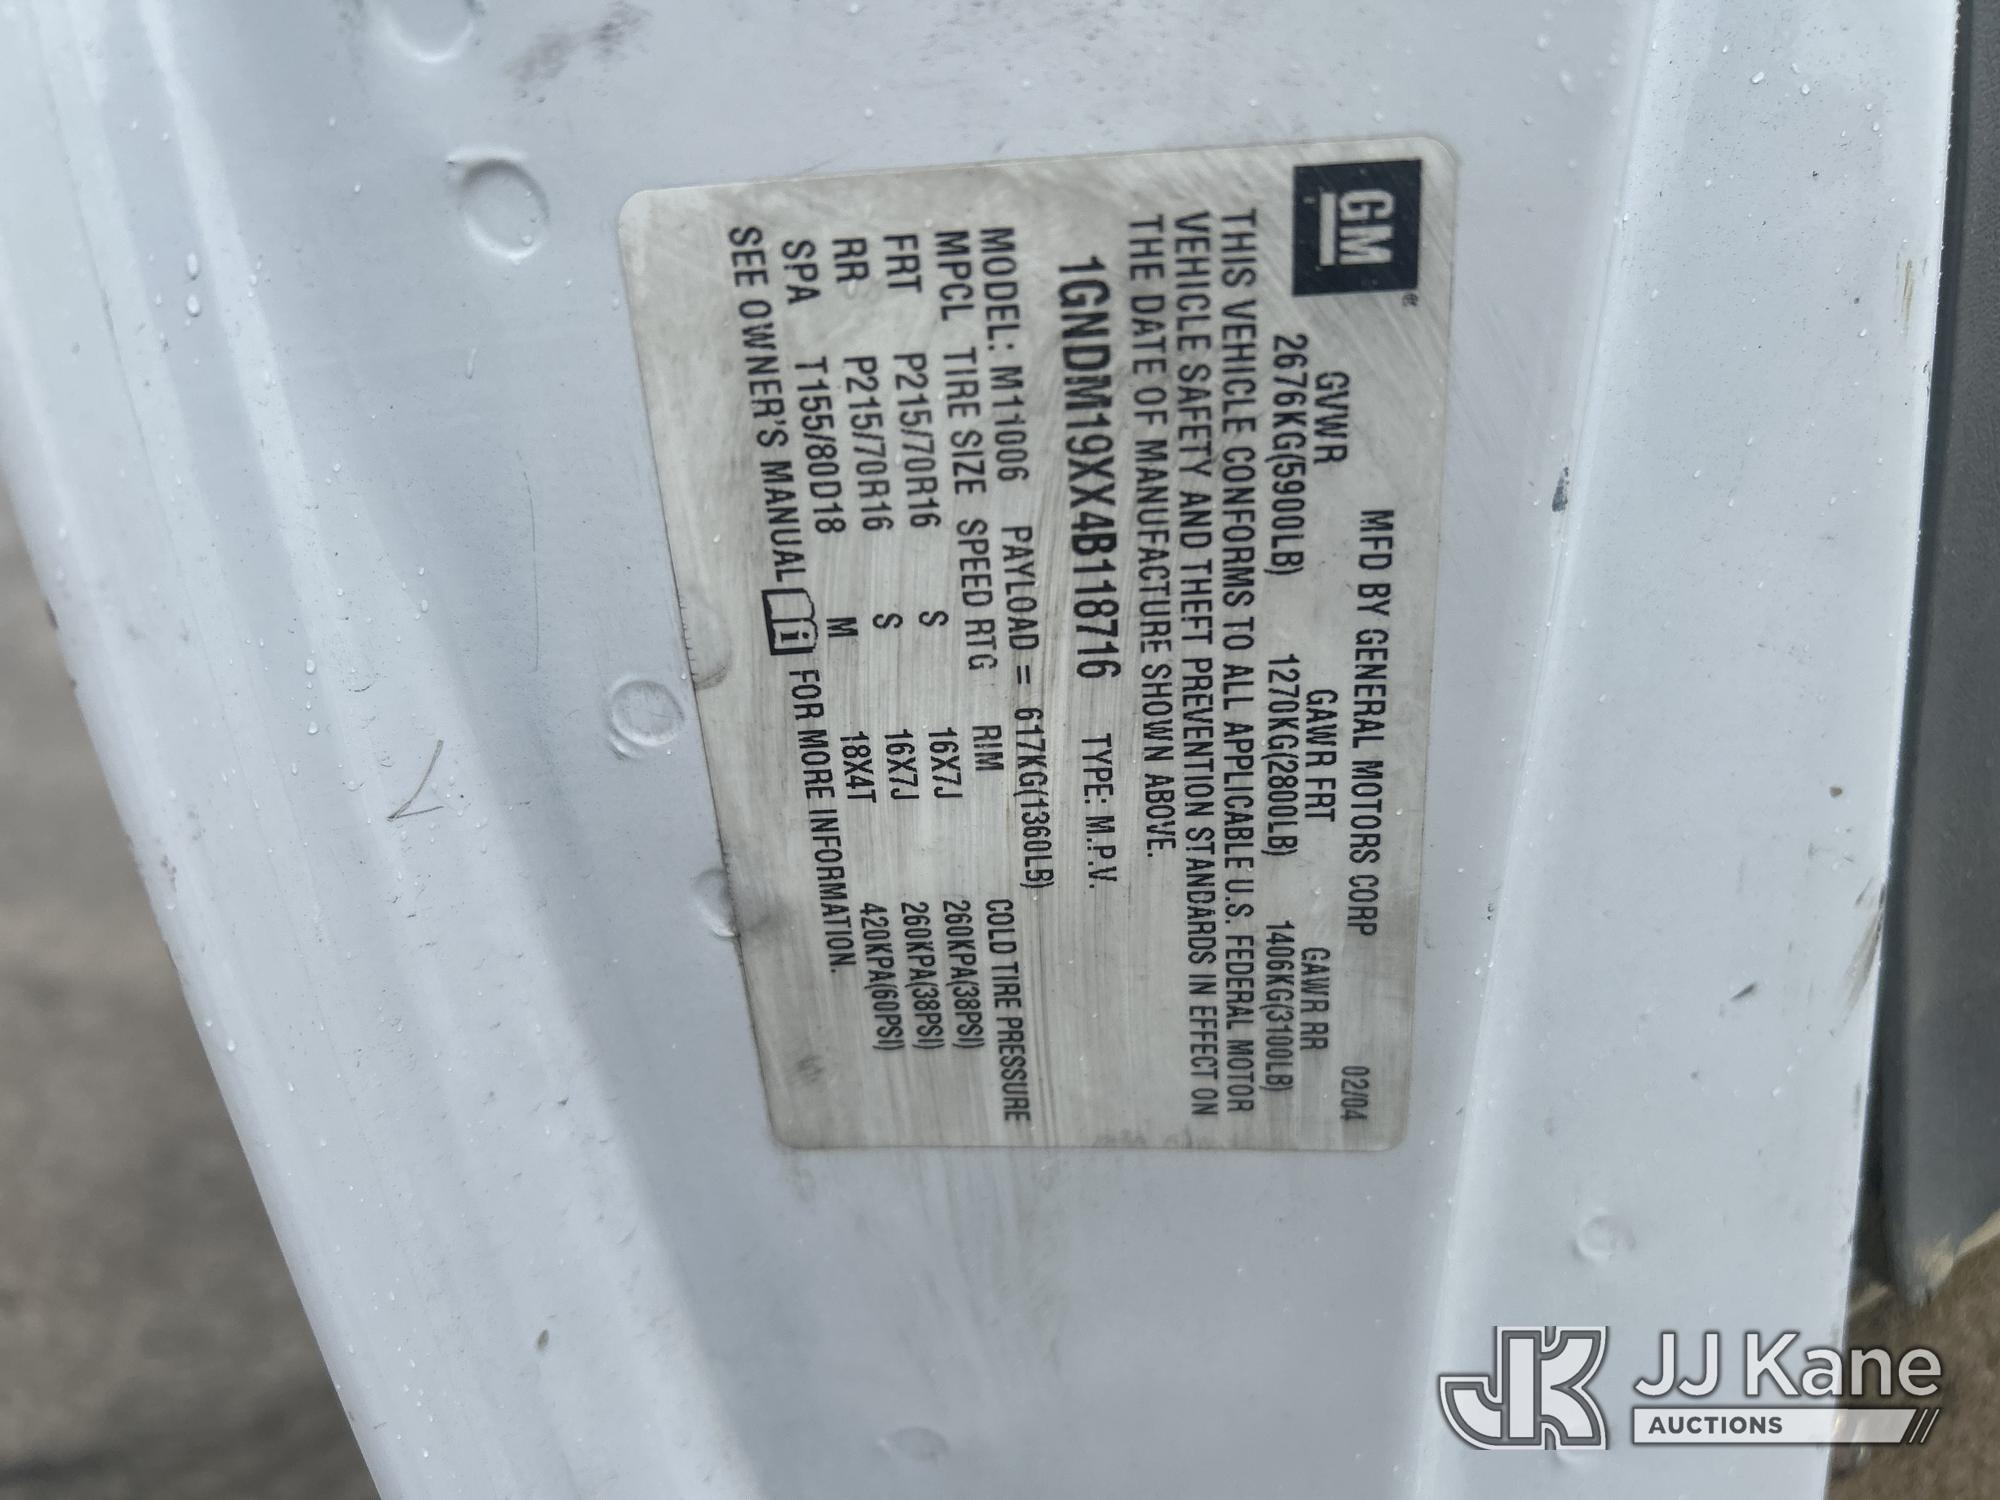 GM
MFD BY GENERAL MOTORS CORP 02/04
GVWR GAWR FRT GAWR RR
2676KG(5900LB) 1270KG(2800LB) 1406KG(3100LB)
THIS VEHICLE CONFORMS TO ALL APPLICABLE U.S. FEDERAL MOTOR
VEHICLE SAFETY AND THEFT PREVENTION STANDARDS IN EFFECT ON
THE DATE OF MANUFACTURE SHOWN ABOVE.
1GNDM19XX4B118716 TYPE: M.P.V.
MODEL: M11006 PAYLOAD = 617KG(1360LB)
MPCL TIRE SIZE SPEED RTG RIM COLD TIRE PRESSURE
FRT P215/70R16 S 16X7J 260KPA(38PSI)
RR P215/70R16 S 16X7J 260KPA(38PSI)
SPA T155/80D18 M 18X4T 420KPA(60PSI)
SEE OWNER'S MANUAL i FOR MORE INFORMATION.
JK JJ Kane
AUCTIONS